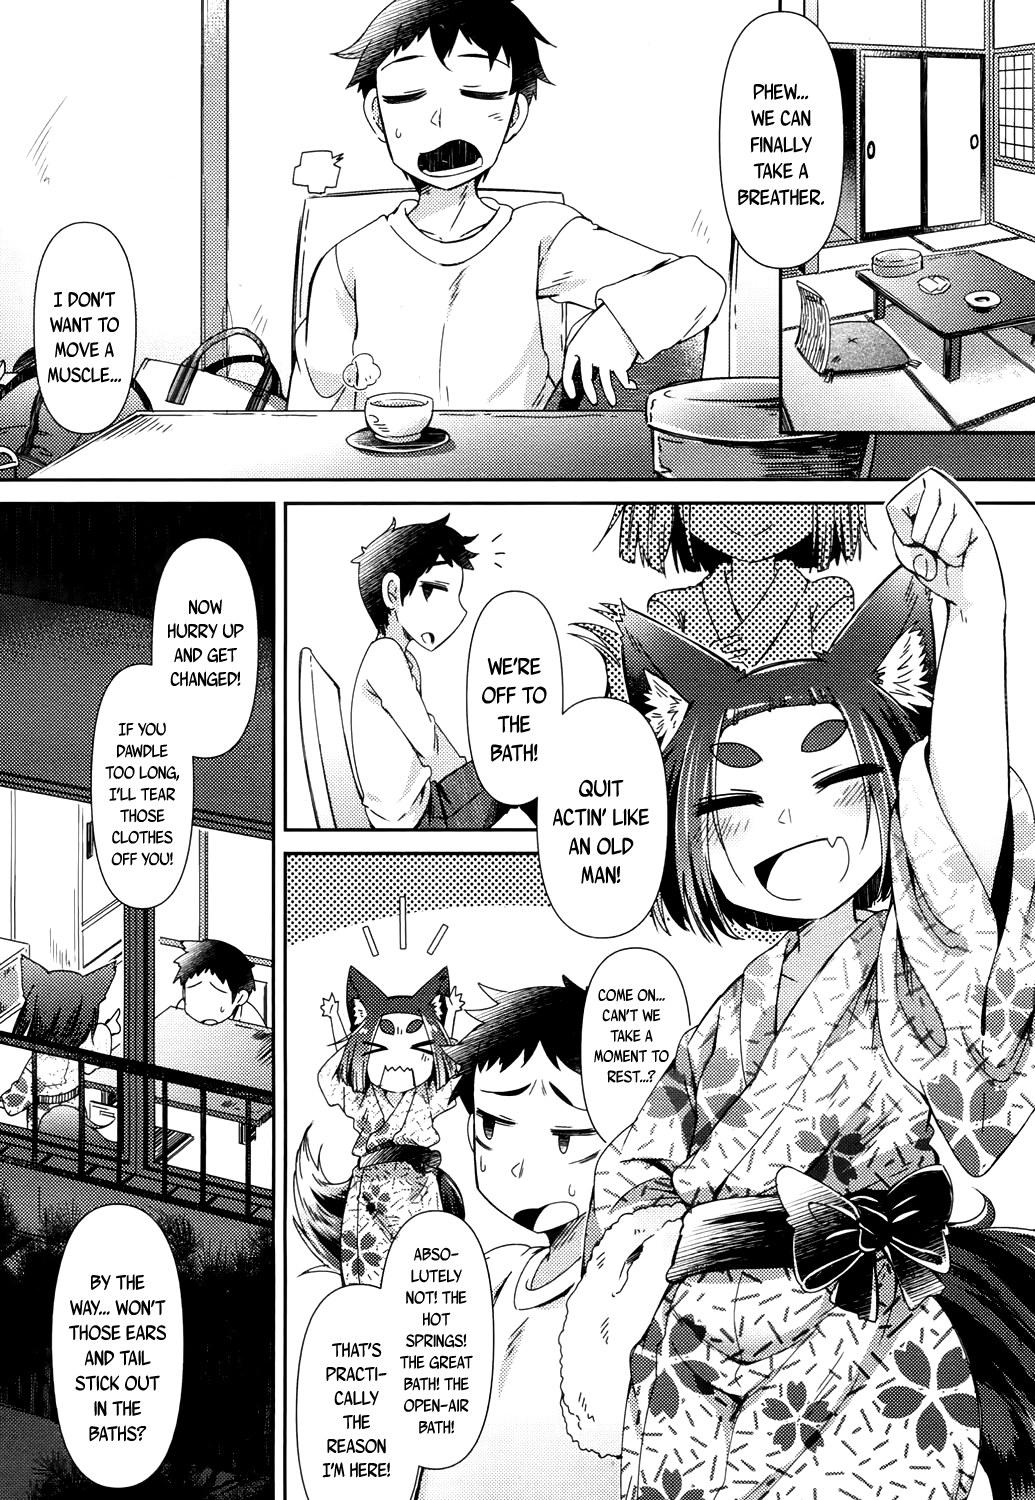 PHEW...
WE CAN
FINALLY
TAKE A
BREATHER.
I DON'T
WANT TO
MOVE A
MUSCLE...
WE'RE
OFF TO
THE
BATH!
QUIT
ACTIN' LIKE
AN OLD
MAN!
COME ON...
CAN'T WE
TAKE A
MOMENT TO
REST...?
ABSO-
LUTELY
NOT! THE
HOT
SPRINGS!
THE GREAT
BATH! THE
OPEN-AIR
BATH!
THAT'S
PRACTI-
CALLY THE
REASON
I'M HERE!
NOW
HURRY UP
AND GET
CHANGED!
IF YOU
DAWDLE
TOO LONG,
I'LL TEAR
THOSE
CLOTHES
OFF YOU!
BY THE
WAY... WON'T
THOSE EARS
AND TAIL
STICK OUT
IN THE
BATHS?